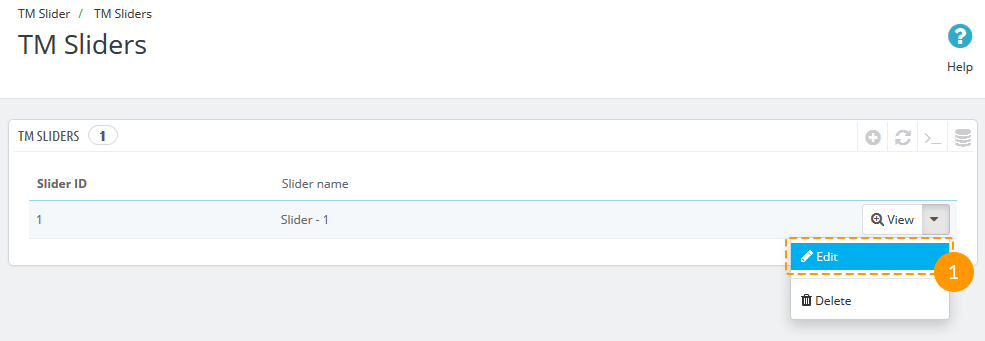 TM Slider / TM Sliders
TM Sliders
Help
TM SLIDERS 1
Slider ID Slider name
1 Slider - 1 View
Edit
1
Delete